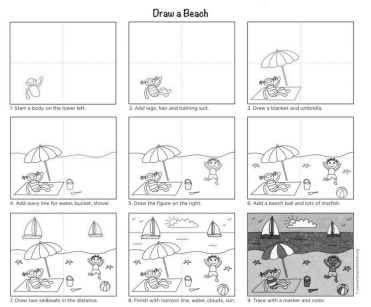 Draw a Beach
1. Start a body on the lower left.
2. Add legs, hair and bathing suit.
3. Draw a blanket and umbrella.
4. Add wavy line for water, bucket, shovel.
5. Draw the figure on the right.
6. Add a beach ball and lots of starfish.
7. Draw two sailboats in the distance.
8. Finish with horizon line, water, clouds, sun.
9. Trace with a marker and color.